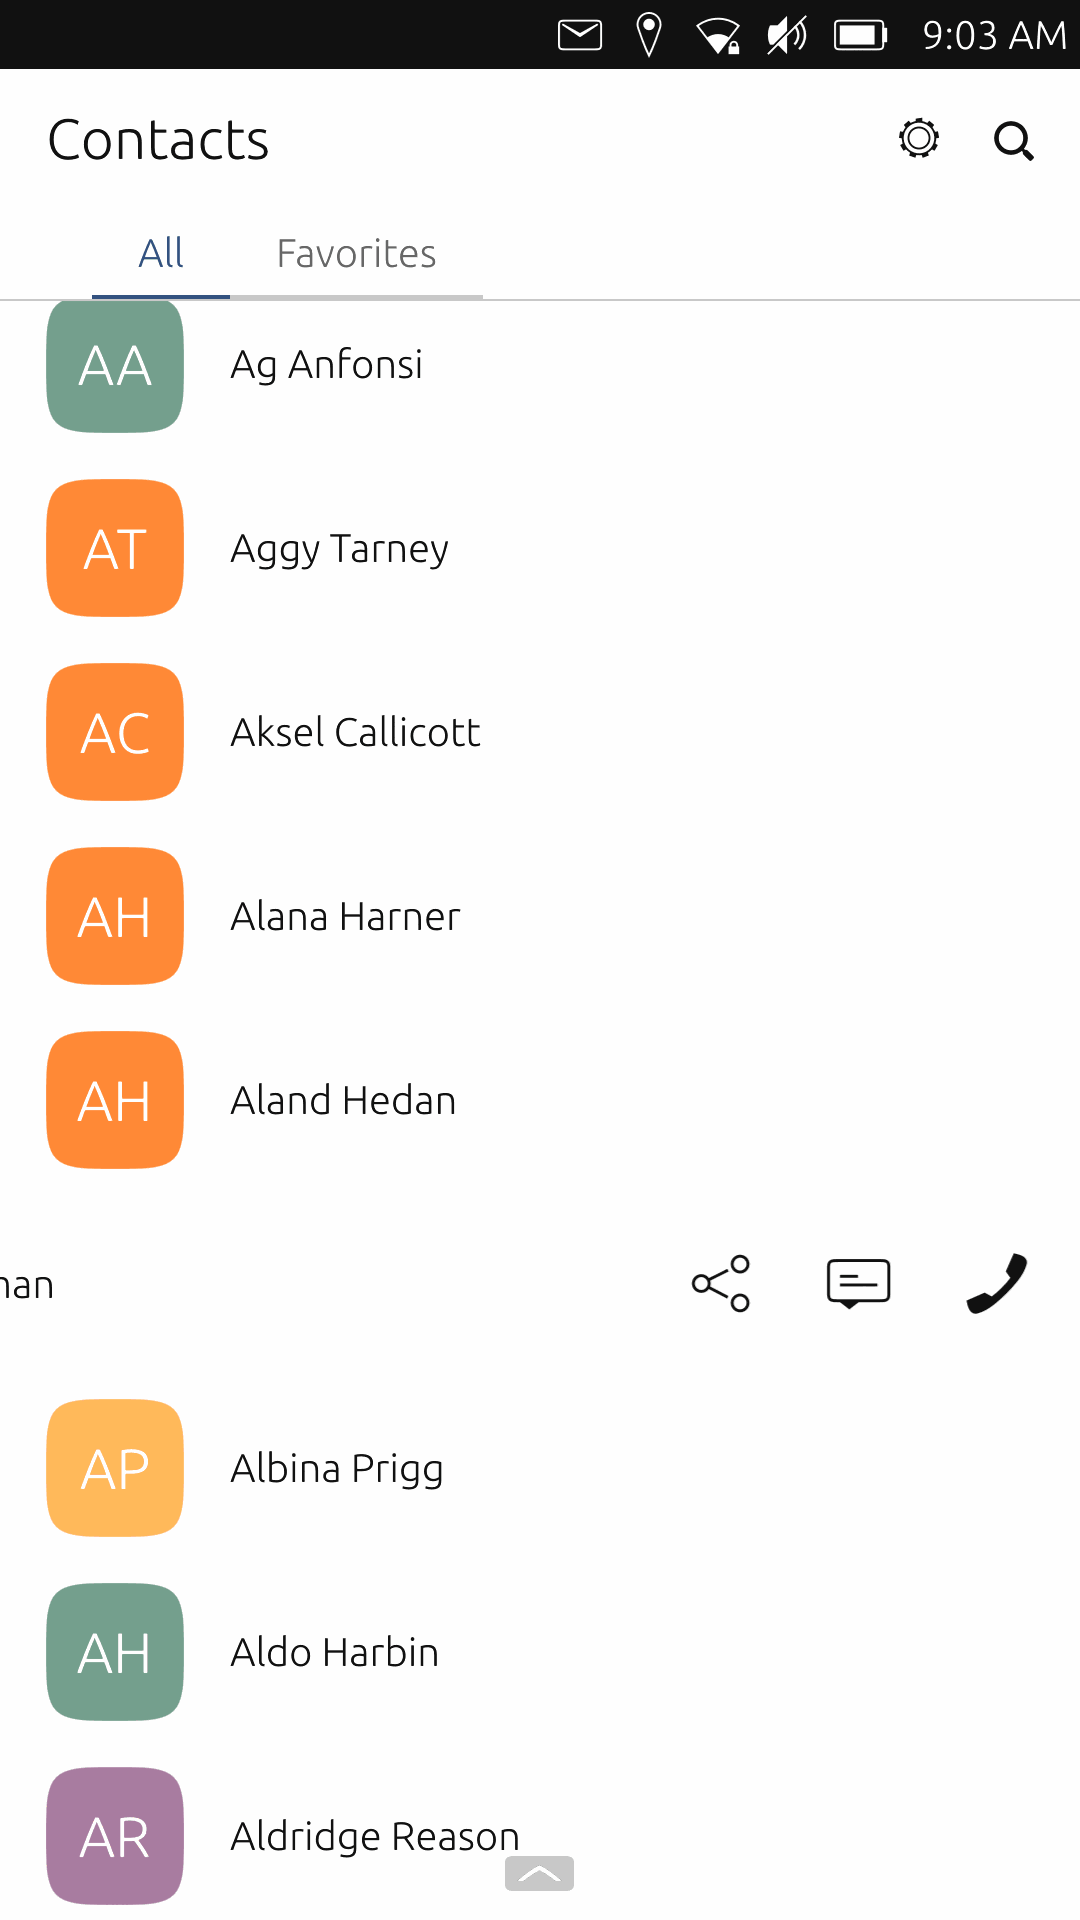 9:03 AM
Contacts
All Favorites
AA Ag Anfonsi
AT Aggy Tarney
AC Aksel Callicott
AH Alana Harner
AH Aland Hedan
AP Albina Prigg
AH Aldo Harbin
AR Aldridge Reason